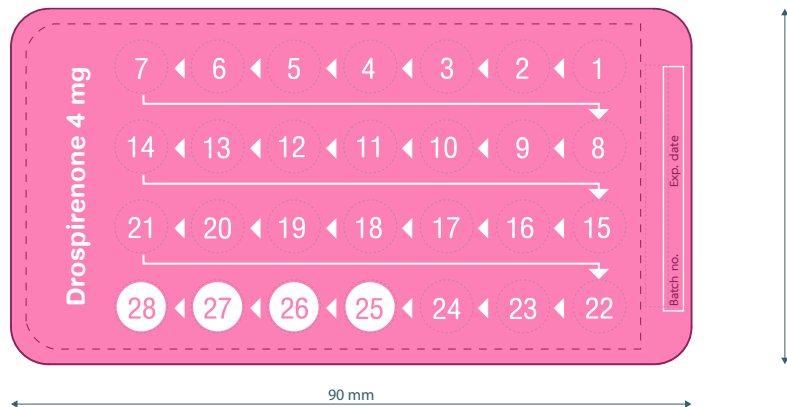 Drospirenone 4 mg
7 6 5 4 3 2 1
14 13 12 11 10 9 8
21 20 19 18 17 16 15
28 27 26 25 24 23 22
Exp. date
Batch no.
90 mm